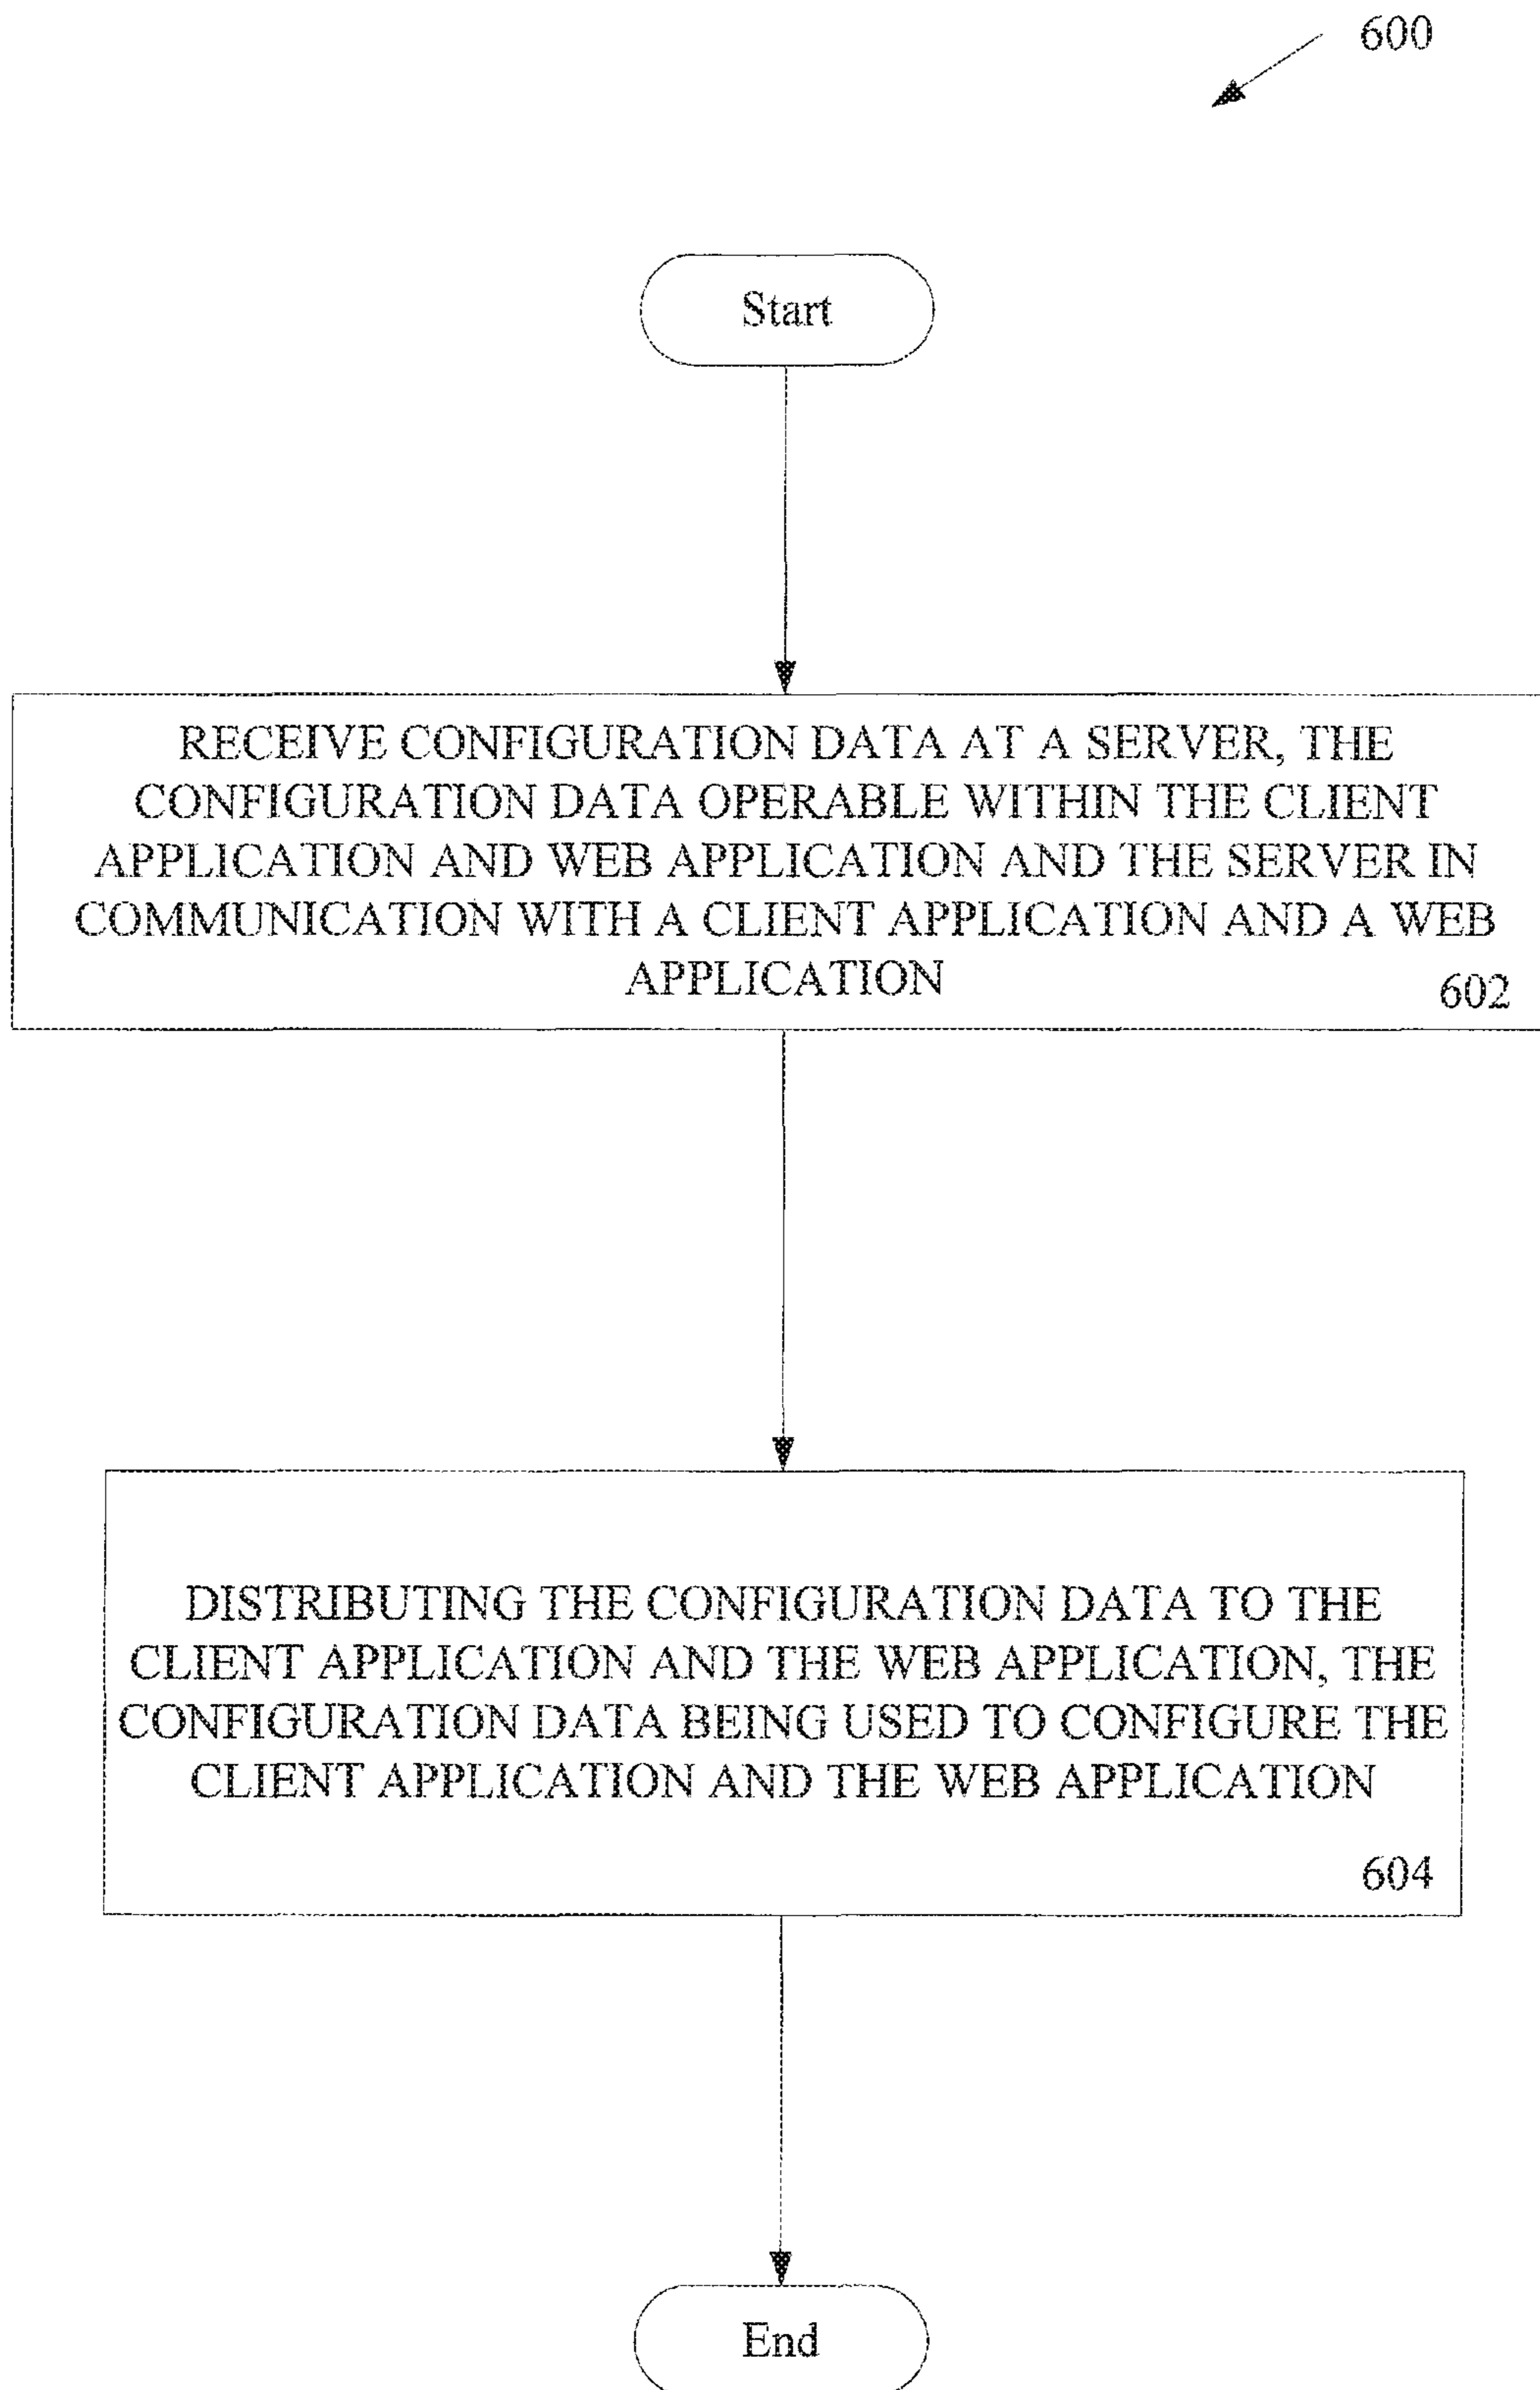 600
Start
RECEIVE CONFIGURATION DATA AT A SERVER, THE
CONFIGURATION DATA OPERABLE WITHIN THE CLIENT
APPLICATION AND WEB APPLICATION AND THE SERVER IN
COMMUNICATION WITH A CLIENT APPLICATION AND A WEB
APPLICATION
602
DISTRIBUTING THE CONFIGURATION DATA TO THE
CLIENT APPLICATION AND THE WEB APPLICATION, THE
CONFIGURATION DATA BEING USED TO CONFIGURE THE
CLIENT APPLICATION AND THE WEB APPLICATION
604
End